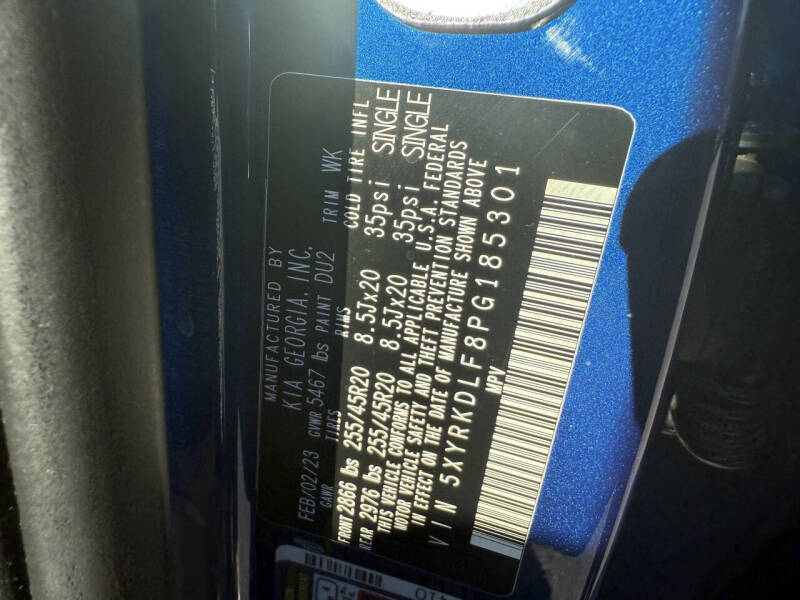 MANUFACTURED BY
KIA GEORGIA, INC.
FEB/02/23 GVWR 5467 lbs PAINT DU2 TRIM WK
GAWR TIRES RIMS COLD TIRE INFL
FRONT 2866 lbs 255/45R20 8.5Jx20 35psi SINGLE
REAR 2976 lbs 255/45R20 8.5Jx20 35psi SINGLE
THIS VEHICLE CONFORMS TO ALL APPLICABLE U.S.A. FEDERAL
MOTOR VEHICLE SAFETY AND THEFT PREVENTION STANDARDS
IN EFFECT ON THE DATE OF MANUFACTURE SHOWN ABOVE
VIN 5XYRKDLF8PG185301
MPV